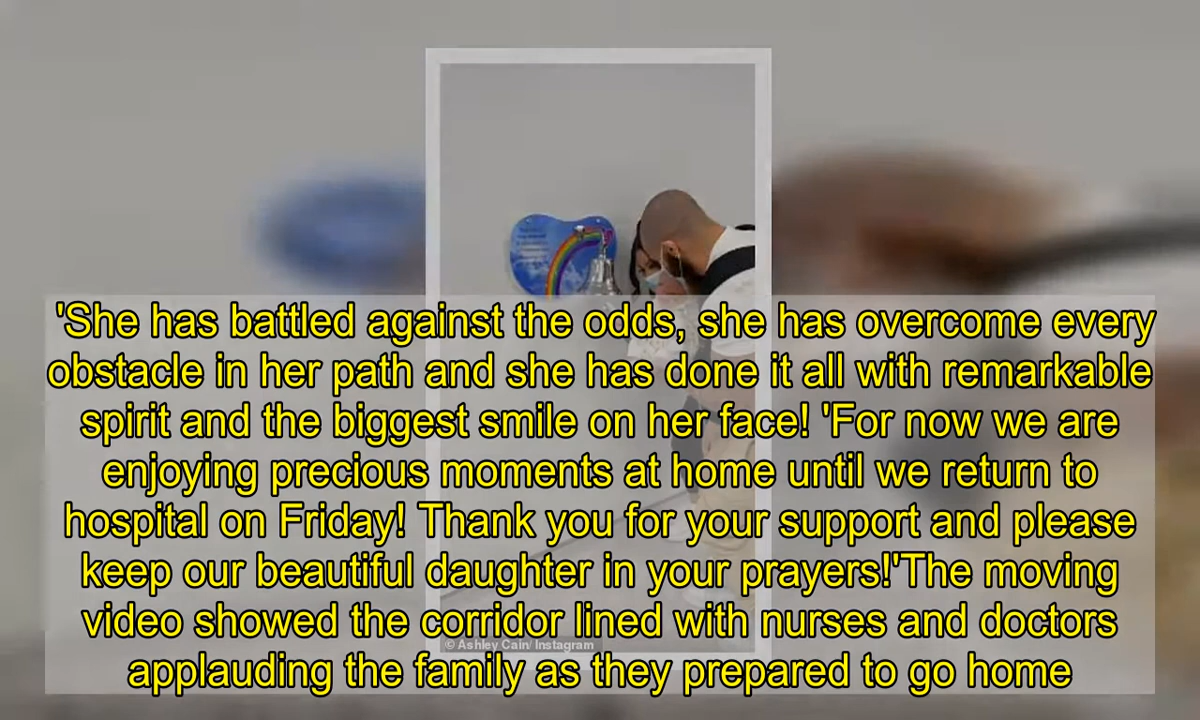 'She has battled against the odds, she has overcome every
obstacle in her path and she has done it all with remarkable
spirit and the biggest smile on her face! 'For now we are
enjoying precious moments at home until we return to
hospital on Friday! Thank you for your support and please
keep our beautiful daughter in your prayers!'The moving
video showed the corridor lined with nurses and doctors
© Ashley Cain/ Instagram
applauding the family as they prepared to go home